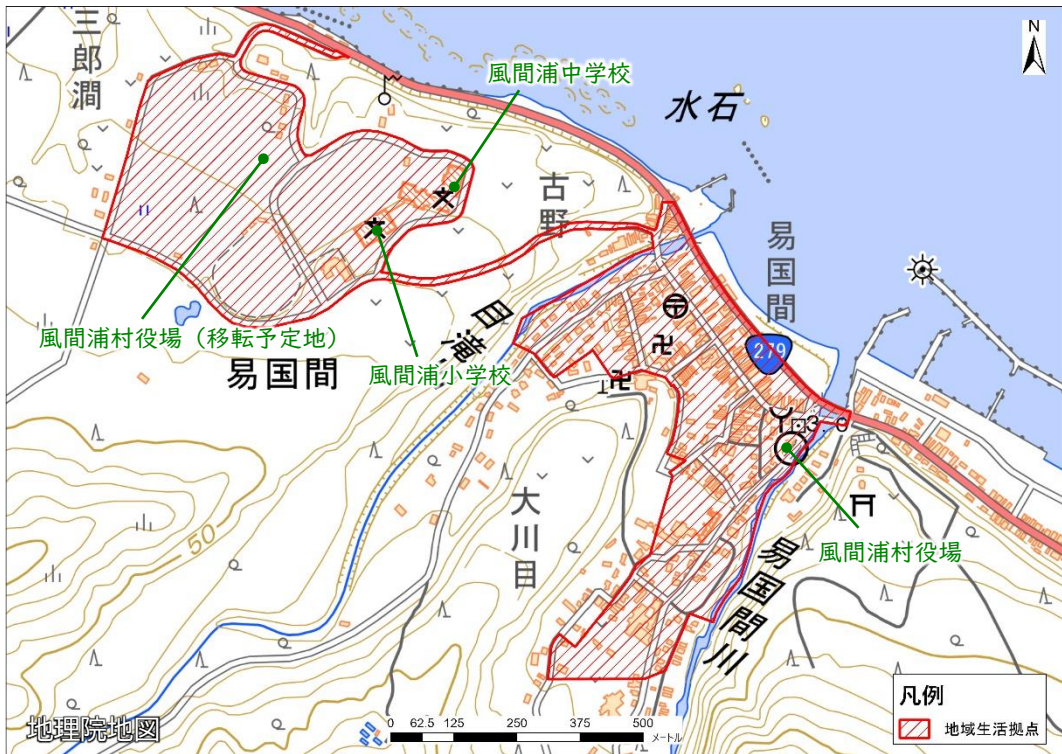 三郎澗
風間浦中学校
N
水石
古野
易国間
279
目滝
風間浦村役場（移転予定地）
易国間
風間浦小学校
3
大川目
50
風間浦村役場
易国間川
凡例
地域生活拠点
地理院地図
0 62.5 125 250 375 500
メートル